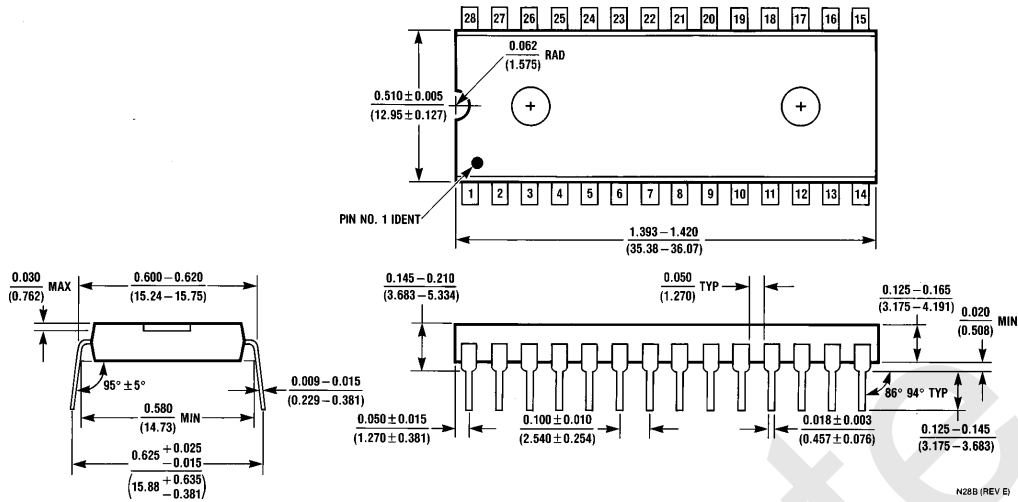 28 27 26 25 24 23 22 21 20 19 18 17 16 15
0.062
(1.575)
RAD
0.510 ± 0.005
(12.95 ± 0.127)
1 2 3 4 5 6 7 8 9 10 11 12 13 14
PIN NO. 1 IDENT
1.393 – 1.420
(35.38 – 36.07)
0.030
(0.762)
MAX
0.600 – 0.620
(15.24 – 15.75)
95° ± 5°
0.580
(14.73)
MIN
0.009 – 0.015
(0.229 – 0.381)
0.625 +0.025
−0.015
(15.88 +0.635
−0.381)
0.145 – 0.210
(3.683 – 5.334)
0.050
(1.270)
TYP
0.125 – 0.165
(3.175 – 4.191)
0.020
(0.508)
MIN
86° 94° TYP
0.050 ± 0.015
(1.270 ± 0.381)
0.100 ± 0.010
(2.540 ± 0.254)
0.018 ± 0.003
(0.457 ± 0.076)
0.125 – 0.145
(3.175 – 3.683)
N28B (REV E)